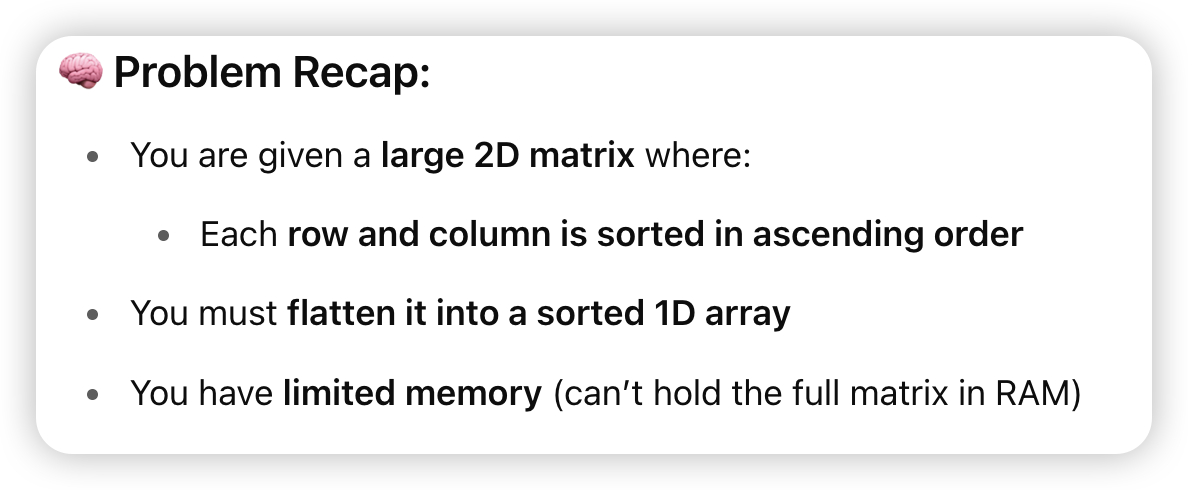 🧠 Problem Recap:
• You are given a large 2D matrix where:
• Each row and column is sorted in ascending order
• You must flatten it into a sorted 1D array
• You have limited memory (can’t hold the full matrix in RAM)